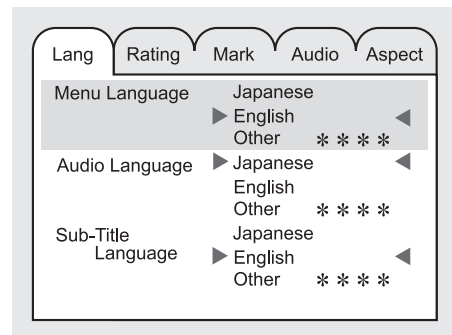 Lang Rating Mark Audio Aspect
Menu Language Japanese
English
Other ＊＊＊＊
Audio Language Japanese
English
Other ＊＊＊＊
Sub-Title Japanese
Language English
Other ＊＊＊＊